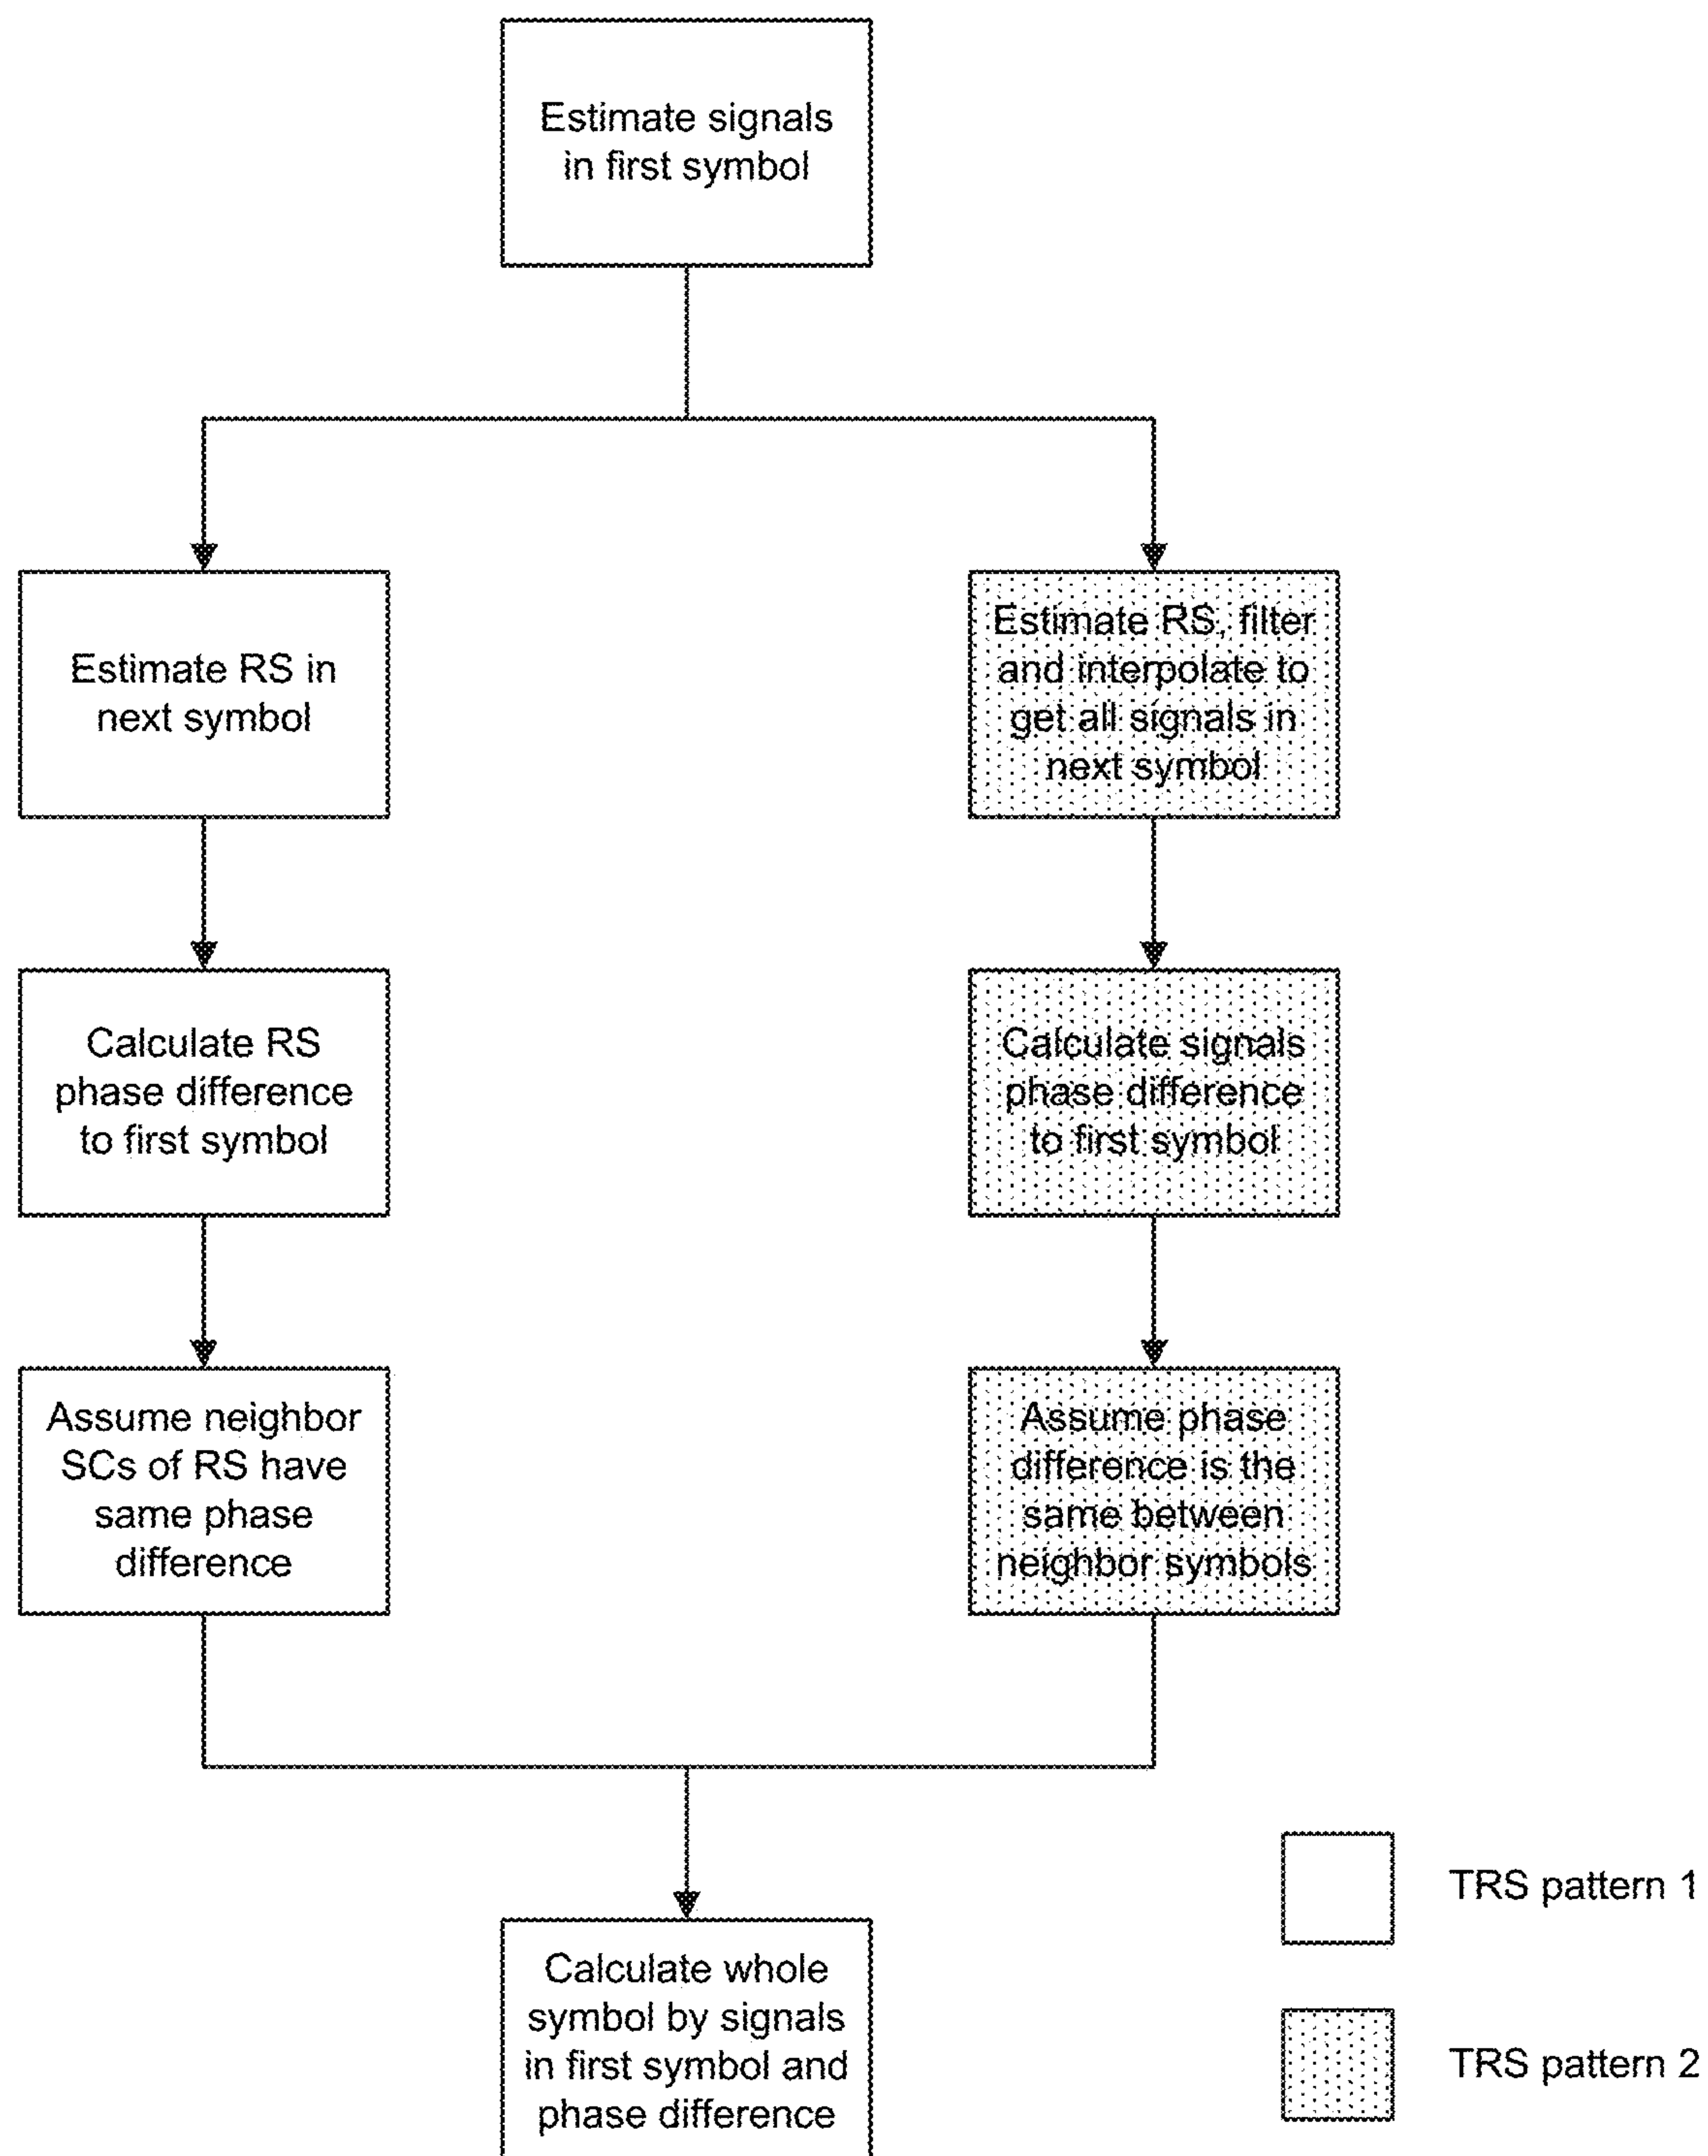 Estimate signals
in first symbol
Estimate RS in
next symbol
Estimate RS, filter
and interpolate to
get all signals in
next symbol
Calculate RS
phase difference
to first symbol
Calculate signals
phase difference
to first symbol
Assume neighbor
SCs of RS have
same phase
difference
Assume phase
difference is the
same between
neighbor symbols
Calculate whole
symbol by signals
in first symbol and
phase difference
TRS pattern 1
TRS pattern 2